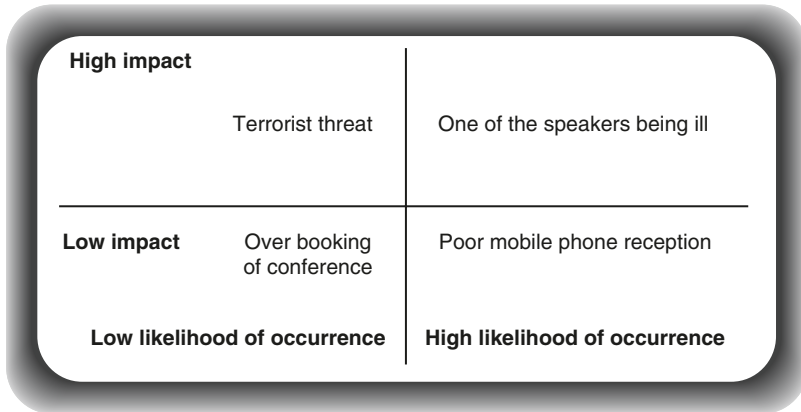 High impact
Terrorist threat
One of the speakers being ill
Low impact
Over booking
of conference
Poor mobile phone reception
Low likelihood of occurrence
High likelihood of occurrence